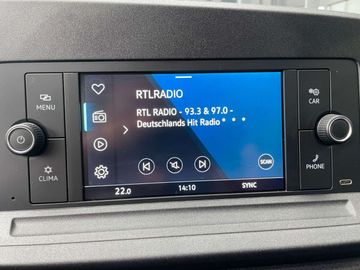 RTLRADIO
RTL RADIO - 93.3 & 97.0 -
Deutschlands Hit Radio
MENU
CAR
CLIMA
PHONE
SCAN
22.0
14:10
SYNC